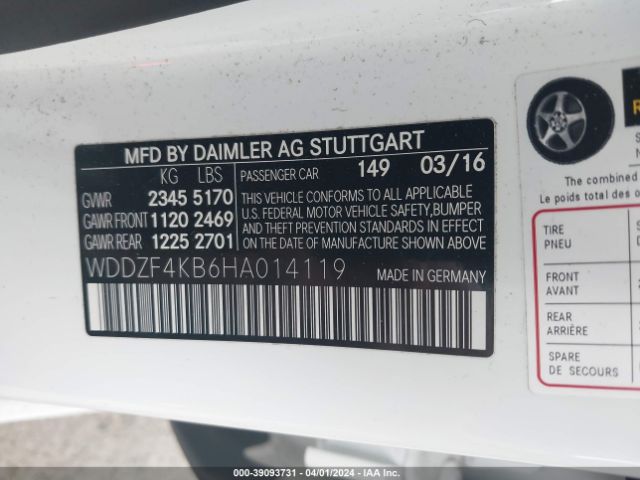 MFD BY DAIMLER AG STUTTGART
KG LBS
GVWR 2345 5170
GAWR FRONT 1120 2469
GAWR REAR 1225 2701
PASSENGER CAR 149 03/16
THIS VEHICLE CONFORMS TO ALL APPLICABLE
U.S. FEDERAL MOTOR VEHICLE SAFETY,BUMPER
AND THEFT PREVENTION STANDARDS IN EFFECT
ON THE DATE OF MANUFACTURE SHOWN ABOVE.
WDDZF4KB6HA014119
MADE IN GERMANY
The combined
Le poids total des
TIRE
PNEU
FRONT
AVANT
REAR
ARRIÈRE
SPARE
DE SECOURS
000-39093731 - 04/01/2024 - IAA, Inc.